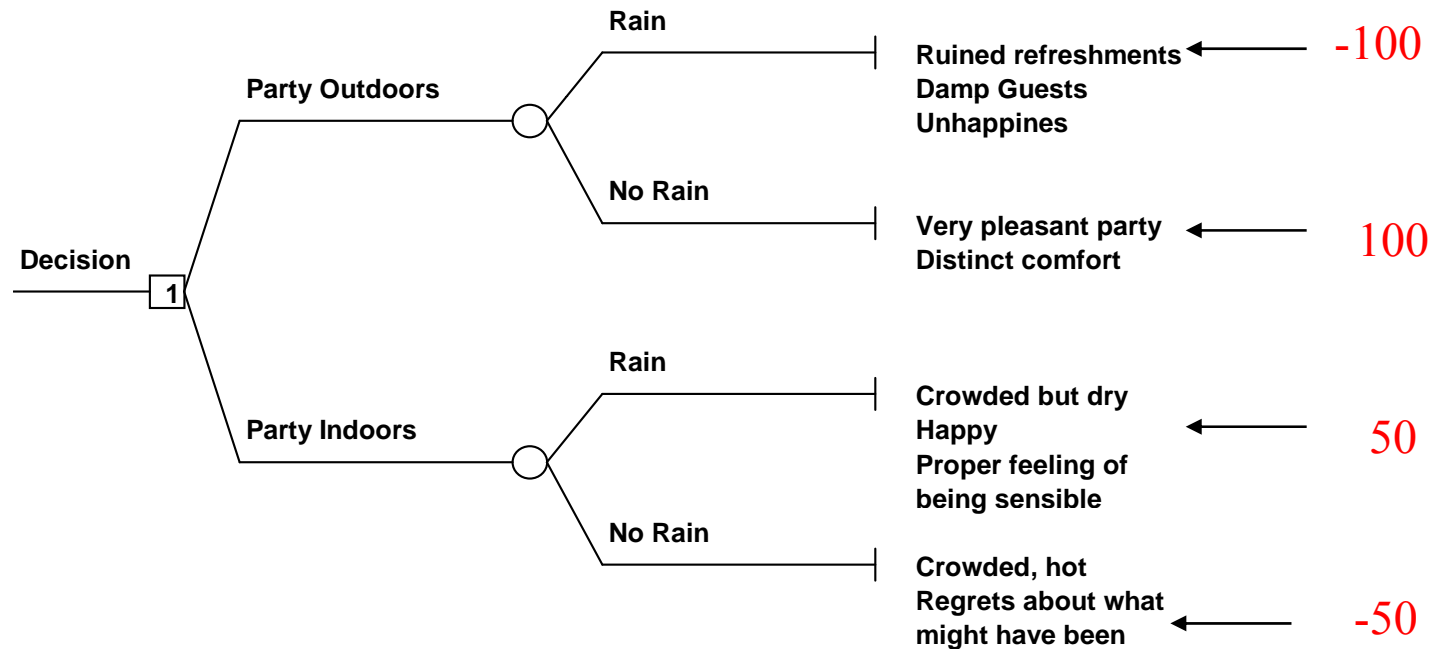 Rain
Ruined refreshments
-100
Damp Guests
Unhappines
Party Outdoors
No Rain
Very pleasant party
100
Distinct comfort
Decision
1
Rain
Crowded but dry
Happy
50
Proper feeling of
being sensible
Party Indoors
No Rain
Crowded, hot
Regrets about what
might have been
-50